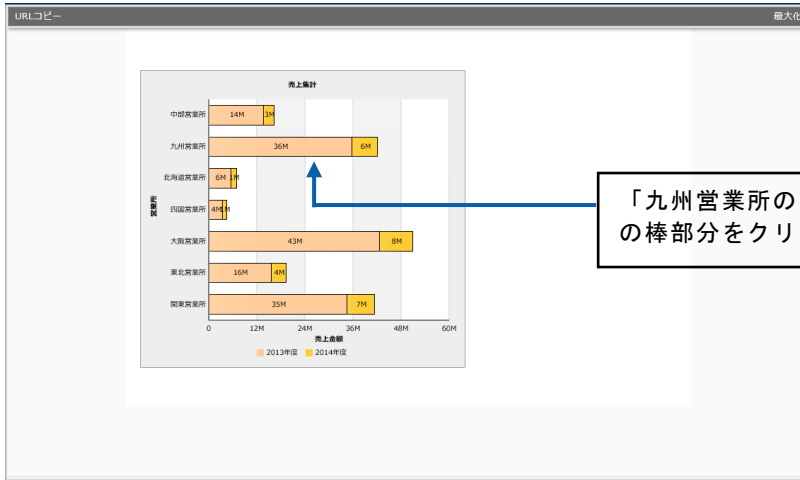 URLコピー 最大化
売上集計
中部営業所 14M 3M
九州営業所 36M 6M
北海道営業所 6M 1M
四国営業所 4M
大阪営業所 43M 8M
東北営業所 16M 4M
関東営業所 35M 7M
営業所
0 12M 24M 36M 48M 60M
売上金額
2013年度 2014年度
「九州営業所の
の棒部分をクリ